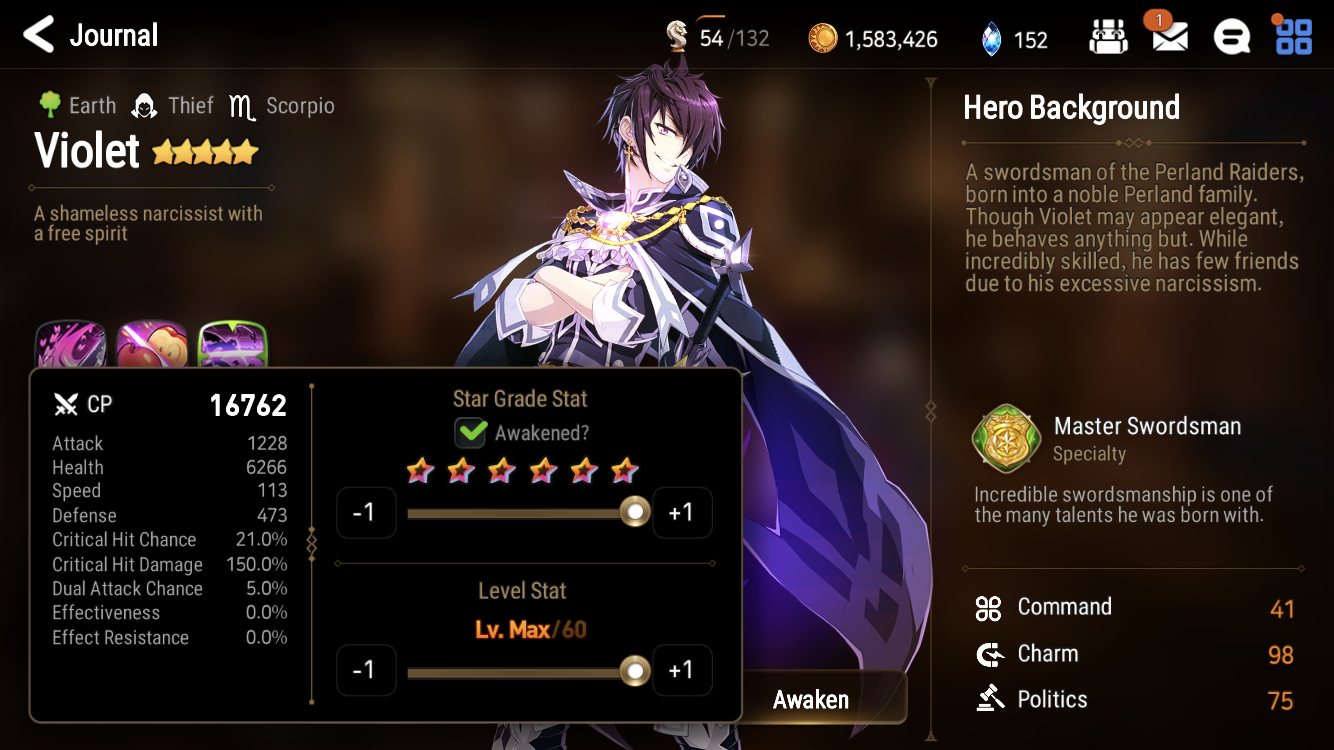 Journal
54/132
1,583,426
152
1
Earth Thief Scorpio
Violet
A shameless narcissist with
a free spirit
CP 16762
Attack 1228
Health 6266
Speed 113
Defense 473
Critical Hit Chance 21.0%
Critical Hit Damage 150.0%
Dual Attack Chance 5.0%
Effectiveness 0.0%
Effect Resistance 0.0%
Star Grade Stat
Awakened?
-1 +1
Level Stat
Lv. Max/60
-1 +1
Awaken
Hero Background
A swordsman of the Perland Raiders,
born into a noble Perland family.
Though Violet may appear elegant,
he behaves anything but. While
incredibly skilled, he has few friends
due to his excessive narcissism.
Master Swordsman
Specialty
Incredible swordsmanship is one of
the many talents he was born with.
Command 41
Charm 98
Politics 75